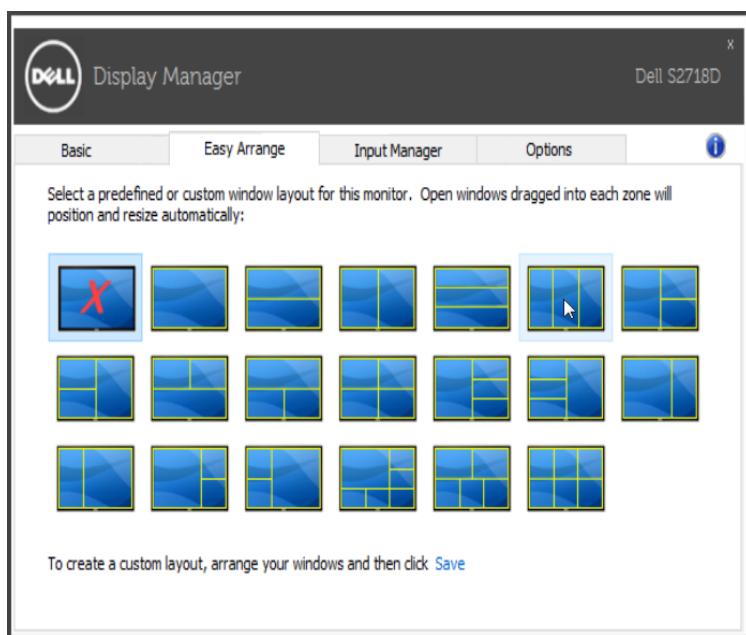 DELL
Display Manager
x
Dell S2718D
Basic
Easy Arrange
Input Manager
Options
i
Select a predefined or custom window layout for this monitor. Open windows dragged into each zone will
position and resize automatically:
X
To create a custom layout, arrange your windows and then click Save